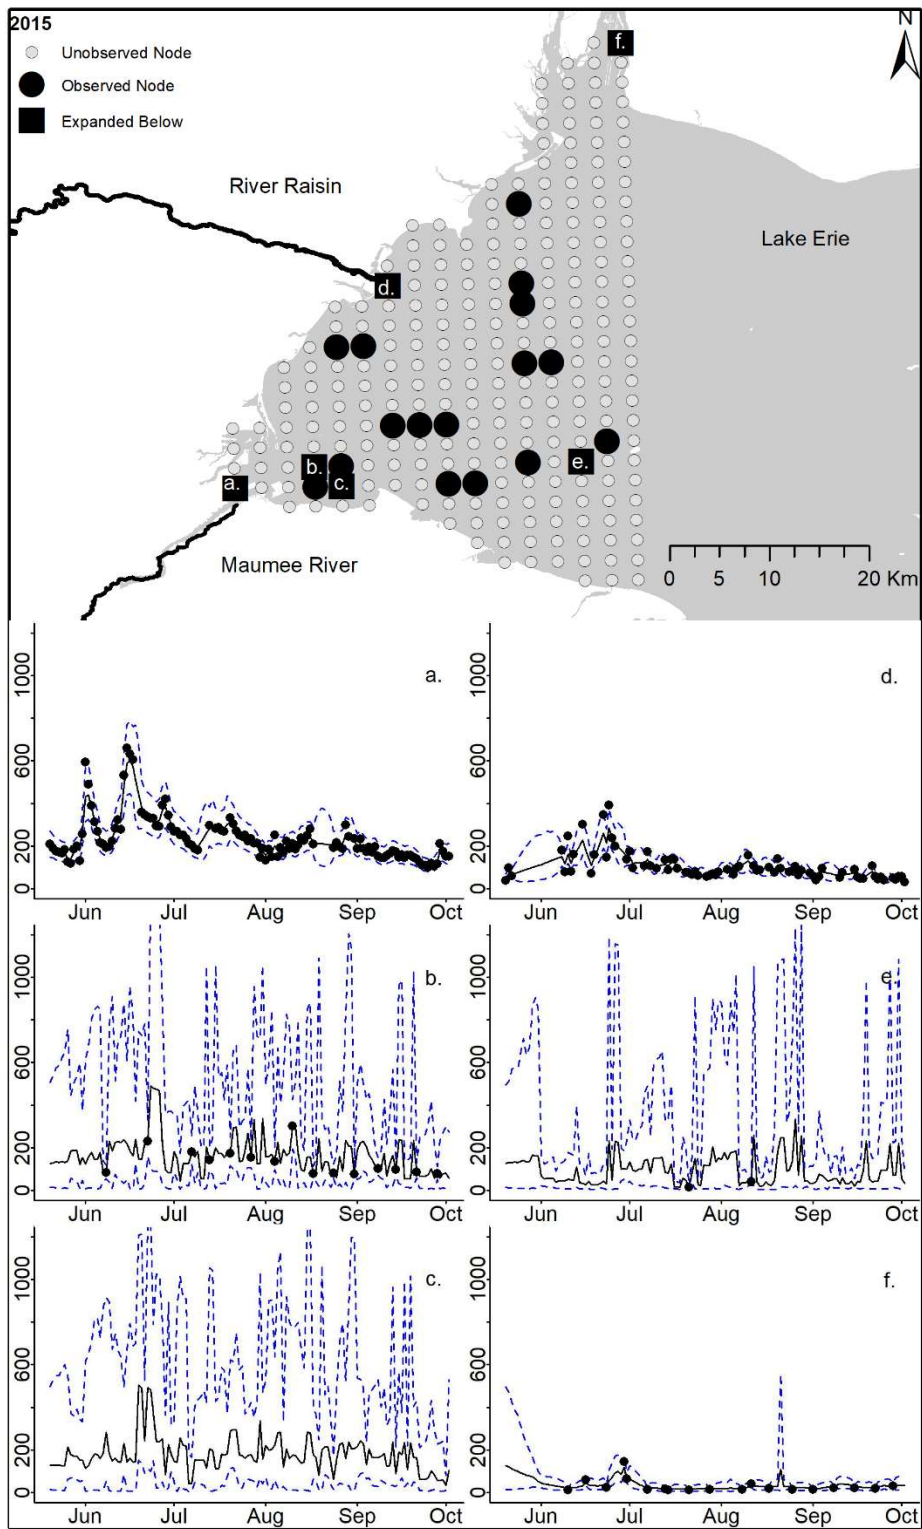 2015
N
Unobserved Node
Observed Node
Expanded Below
f.
River Raisin
Lake Erie
d.
b.
e.
a.
c.
Maumee River
0 5 10 20 Km
a.
0 200 600 1000
Jun Jul Aug Sep Oct
d.
0 200 600 1000
Jun Jul Aug Sep Oct
b.
0 200 600 1000
Jun Jul Aug Sep Oct
e.
0 200 600 1000
Jun Jul Aug Sep Oct
c.
0 200 600 1000
Jun Jul Aug Sep Oct
f.
0 200 600 1000
Jun Jul Aug Sep Oct